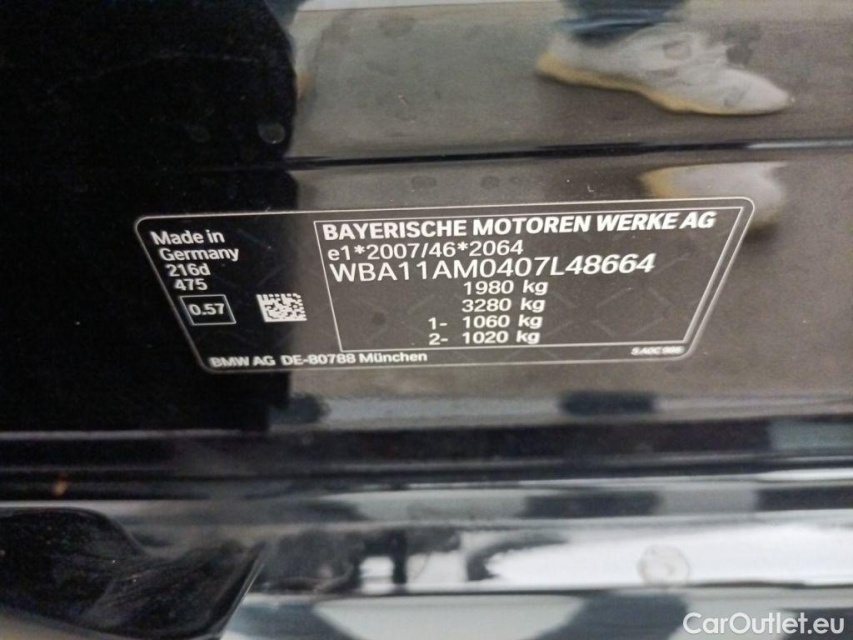 Made in
Germany
216d
475
0.57
BAYERISCHE MOTOREN WERKE AG
e1*2007/46*2064
WBA11AM0407L48664
1980 kg
3280 kg
1- 1060 kg
2- 1020 kg
BMW AG DE-80788 München
CarOutlet.eu